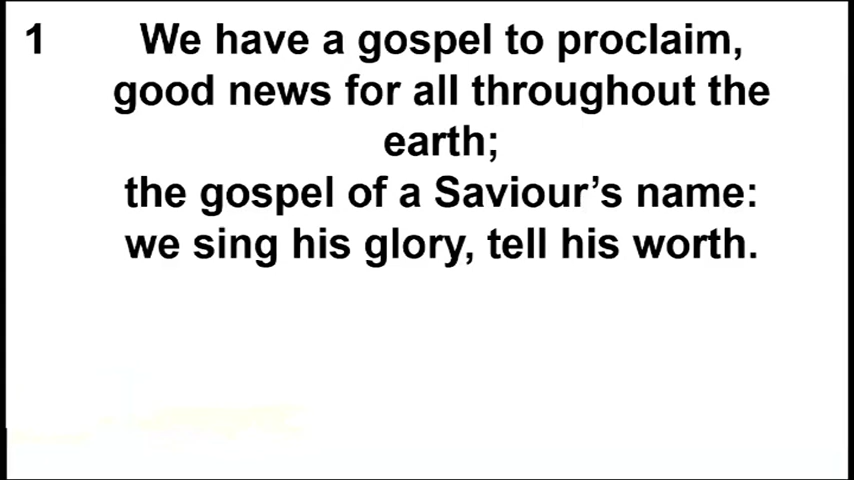 1 We have a gospel to proclaim,
good news for all throughout the
earth;
the gospel of a Saviour’s name:
we sing his glory, tell his worth.